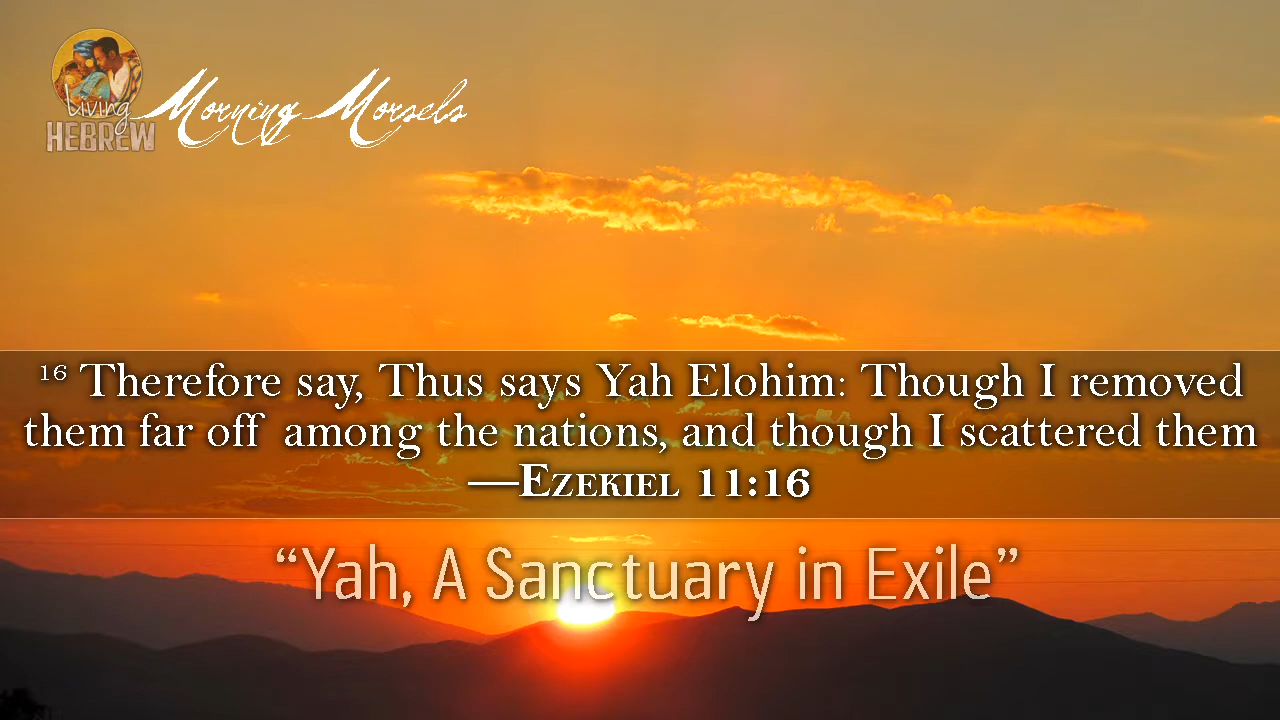 Living
HEBREW
Morning Morsels
16 Therefore say, Thus says Yah Elohim: Though I removed
them far off among the nations, and though I scattered them
—EZEKIEL 11:16
“Yah, A Sanctuary in Exile”